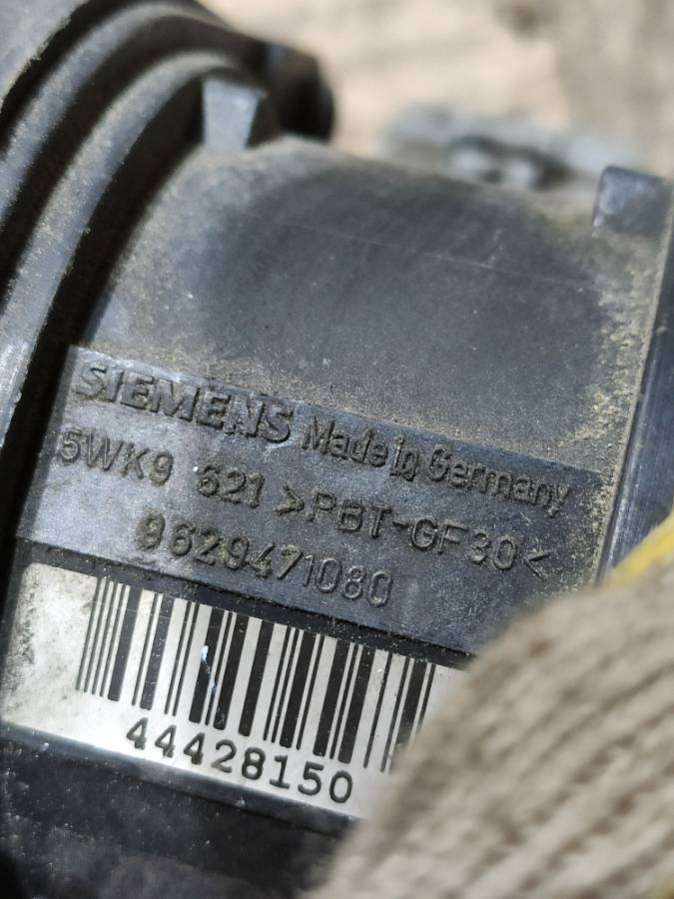 SIEMENS Made in Germany
5WK9 621 >PBT-GF30<
9629471080
44428150